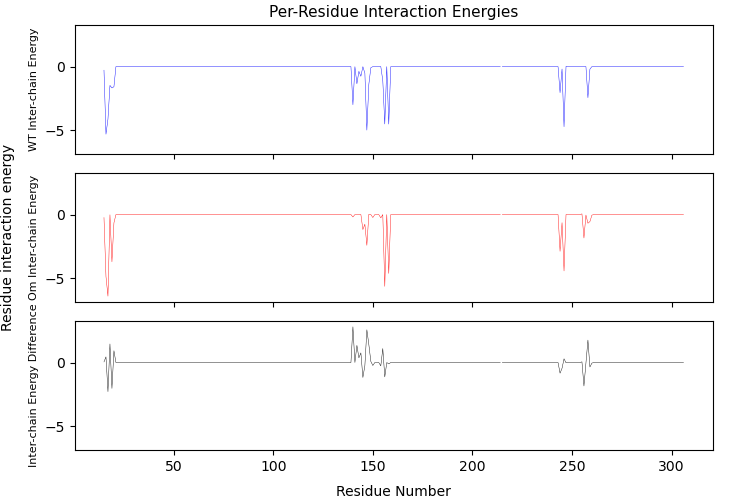 Per-Residue Interaction Energies
Residue interaction energy
WT Inter-chain Energy
0
−5
Om Inter-chain Energy
0
−5
Inter-chain Energy Difference
0
−5
50
100
150
200
250
300
Residue Number